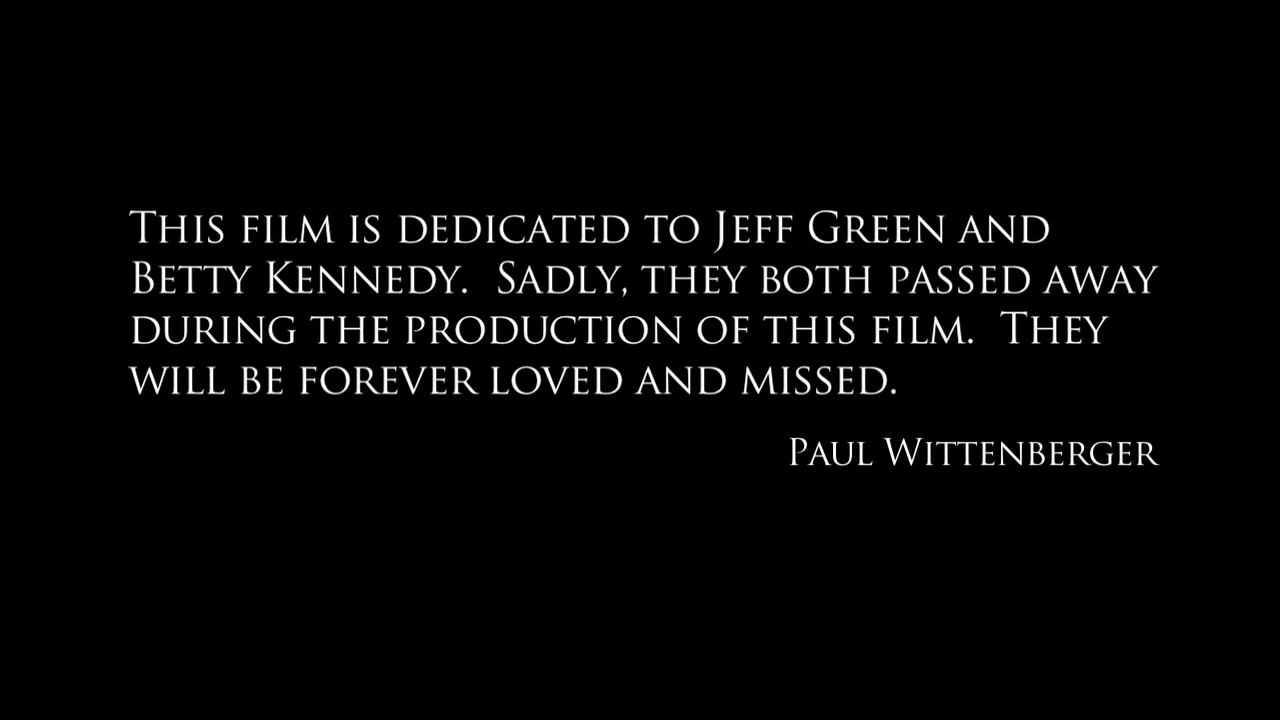 This film is dedicated to Jeff Green and
Betty Kennedy.  Sadly, they both passed away
during the production of this film.  They
will be forever loved and missed.
Paul Wittenberger